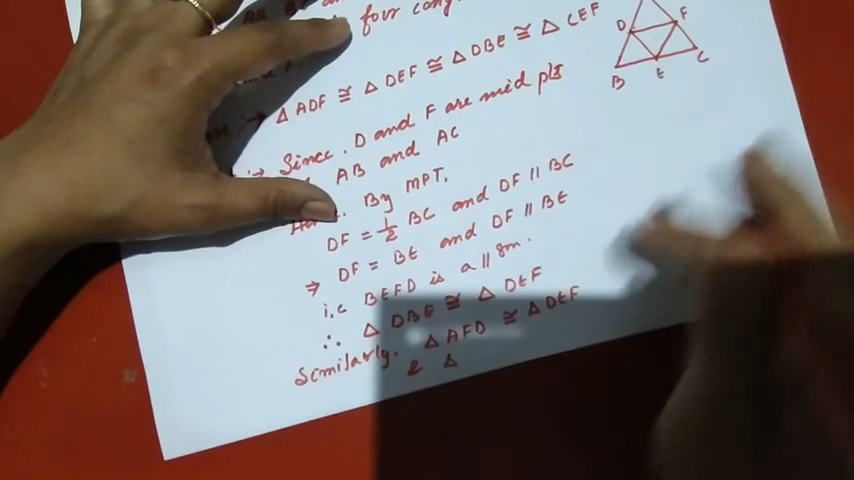 four cong
△ ADF ≅ △ DEF ≅ △ DBE ≅ △ CEF
Since. D and F are mid pts
AB and AC
By MPT.
DF = 1/2 BC and DF || BC
⇒ DF = BE and DF || BE
i.e BEFD is a || gm.
∴ △ DBE ≅ △ DEF
Similarly. △ AFD ≅ △ DEF
& △
D
F
B
E
C